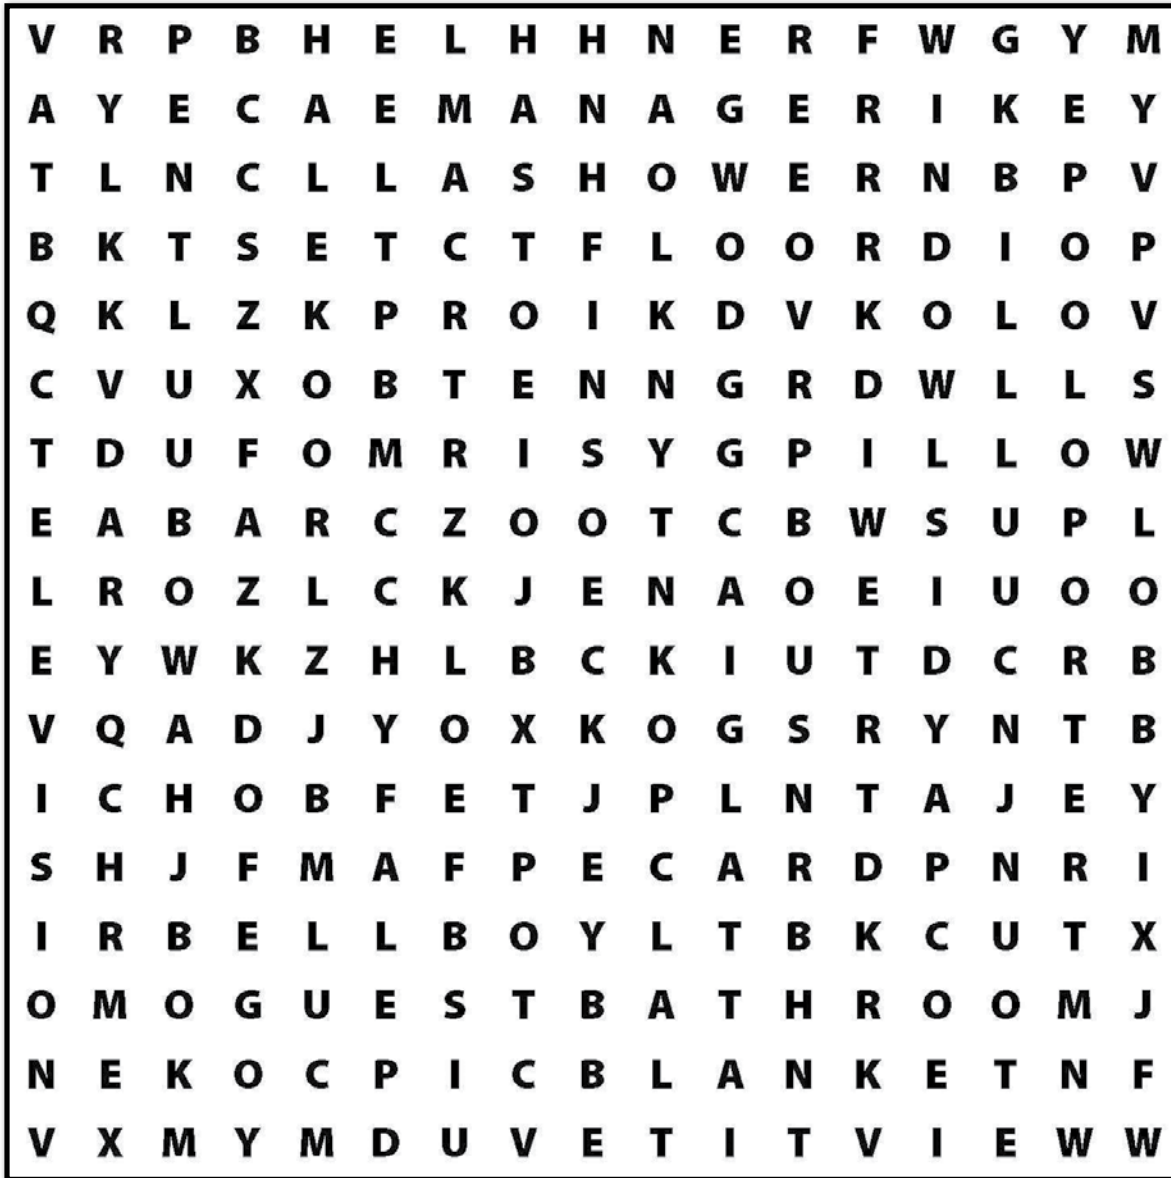 V R P B H E L H H N E R F W G Y M
A Y E C A E M A N A G E R I K E Y
T L N C L L A S H O W E R N B P V
B K T S E T C T F L O O R D I O P
Q K L Z K P R O I K D V K O L O V
C V U X O B T E N N G R D W L L S
T D U F O M R I S Y G P I L L O W
E A B A R C Z O O T C B W S U P L
L R O Z L C K J E N A O E I U O O
E Y W K Z H L B C K I U T D C R B
V Q A D J Y O X K O G S R Y N T B
I C H O B F E T J P L N T A J E Y
S H J F M A F P E C A R D P N R I
I R B E L L B O Y L T B K C U T X
O M O G U E S T B A T H R O O M J
N E K O C P I C B L A N K E T N F
V X M Y M D U V E T I T V I E W W